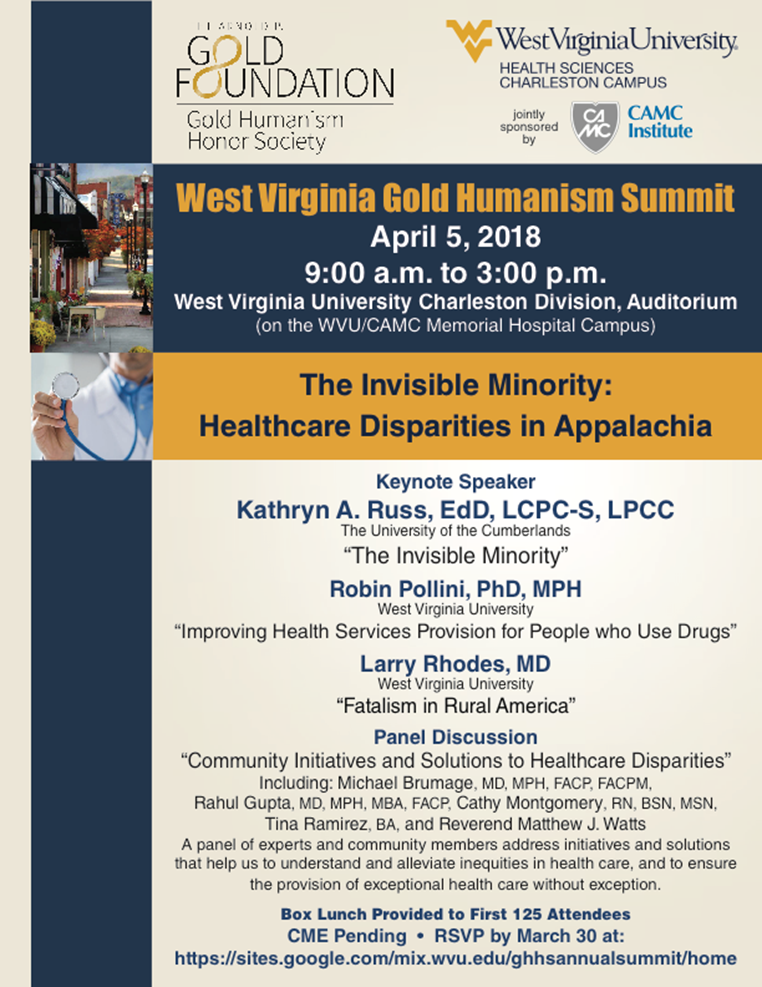 THE ARNOLD P.
GOLD
FOUNDATION
Gold Humanism
Honor Society
West Virginia University
HEALTH SCIENCES
CHARLESTON CAMPUS
jointly
sponsored
by
CAMC
CAMC
Institute
West Virginia Gold Humanism Summit
April 5, 2018
9:00 a.m. to 3:00 p.m.
West Virginia University Charleston Division, Auditorium
(on the WVU/CAMC Memorial Hospital Campus)
The Invisible Minority:
Healthcare Disparities in Appalachia
Keynote Speaker
Kathryn A. Russ, EdD, LCPC-S, LPCC
The University of the Cumberlands
“The Invisible Minority”
Robin Pollini, PhD, MPH
West Virginia University
“Improving Health Services Provision for People who Use Drugs”
Larry Rhodes, MD
West Virginia University
“Fatalism in Rural America”
Panel Discussion
“Community Initiatives and Solutions to Healthcare Disparities”
Including: Michael Brumage, MD, MPH, FACP, FACPM,
Rahul Gupta, MD, MPH, MBA, FACP, Cathy Montgomery, RN, BSN, MSN,
Tina Ramirez, BA, and Reverend Matthew J. Watts
A panel of experts and community members address initiatives and solutions
that help us to understand and alleviate inequities in health care, and to ensure
the provision of exceptional health care without exception.
Box Lunch Provided to First 125 Attendees
CME Pending • RSVP by March 30 at:
https://sites.google.com/mix.wvu.edu/ghhsannualsummit/home